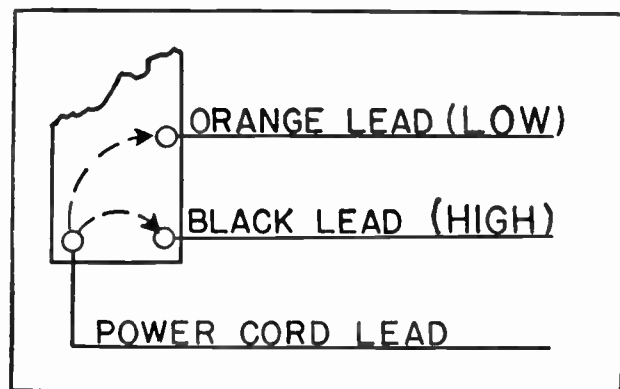 ORANGE LEAD (LOW)
BLACK LEAD (HIGH)
POWER CORD LEAD